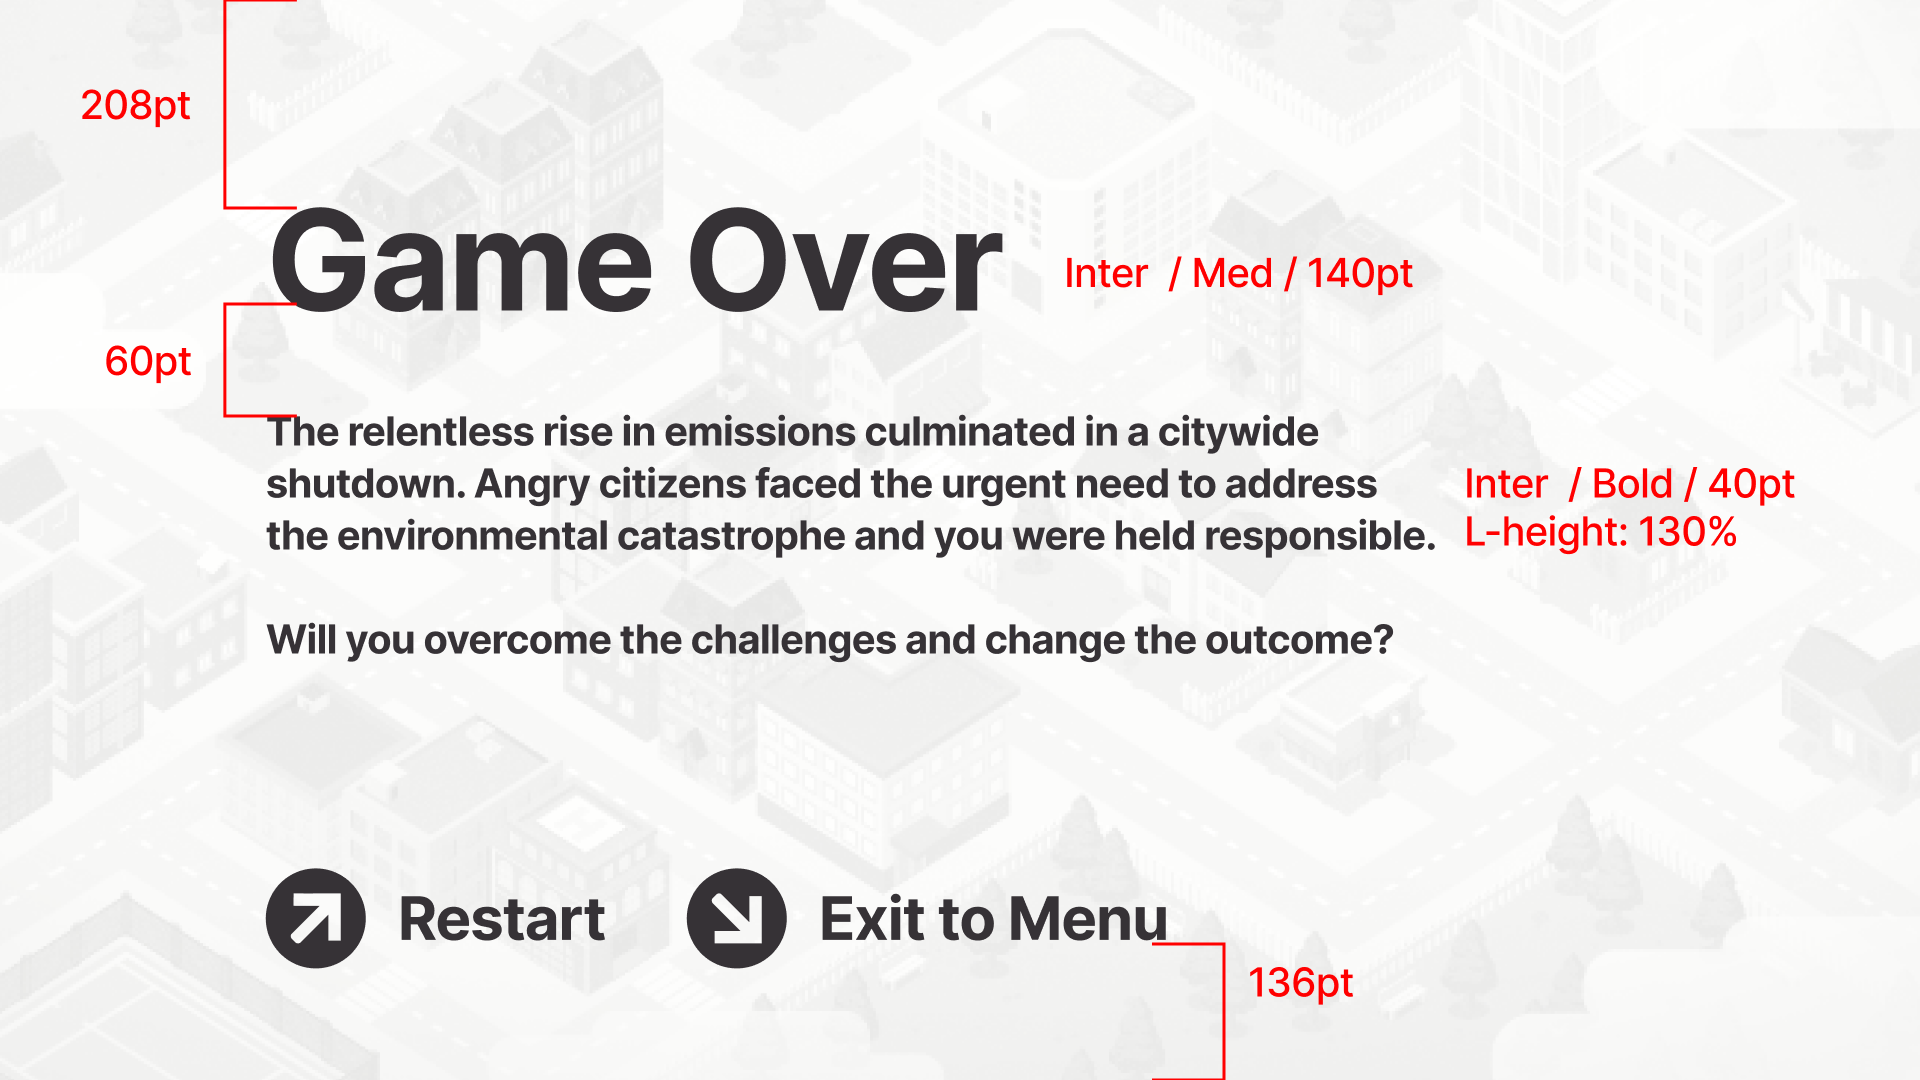 208pt
Game Over
Inter / Med / 140pt
60pt
The relentless rise in emissions culminated in a citywide
shutdown. Angry citizens faced the urgent need to address
the environmental catastrophe and you were held responsible.
Inter / Bold / 40pt
L-height: 130%
Will you overcome the challenges and change the outcome?
Restart
Exit to Menu
136pt